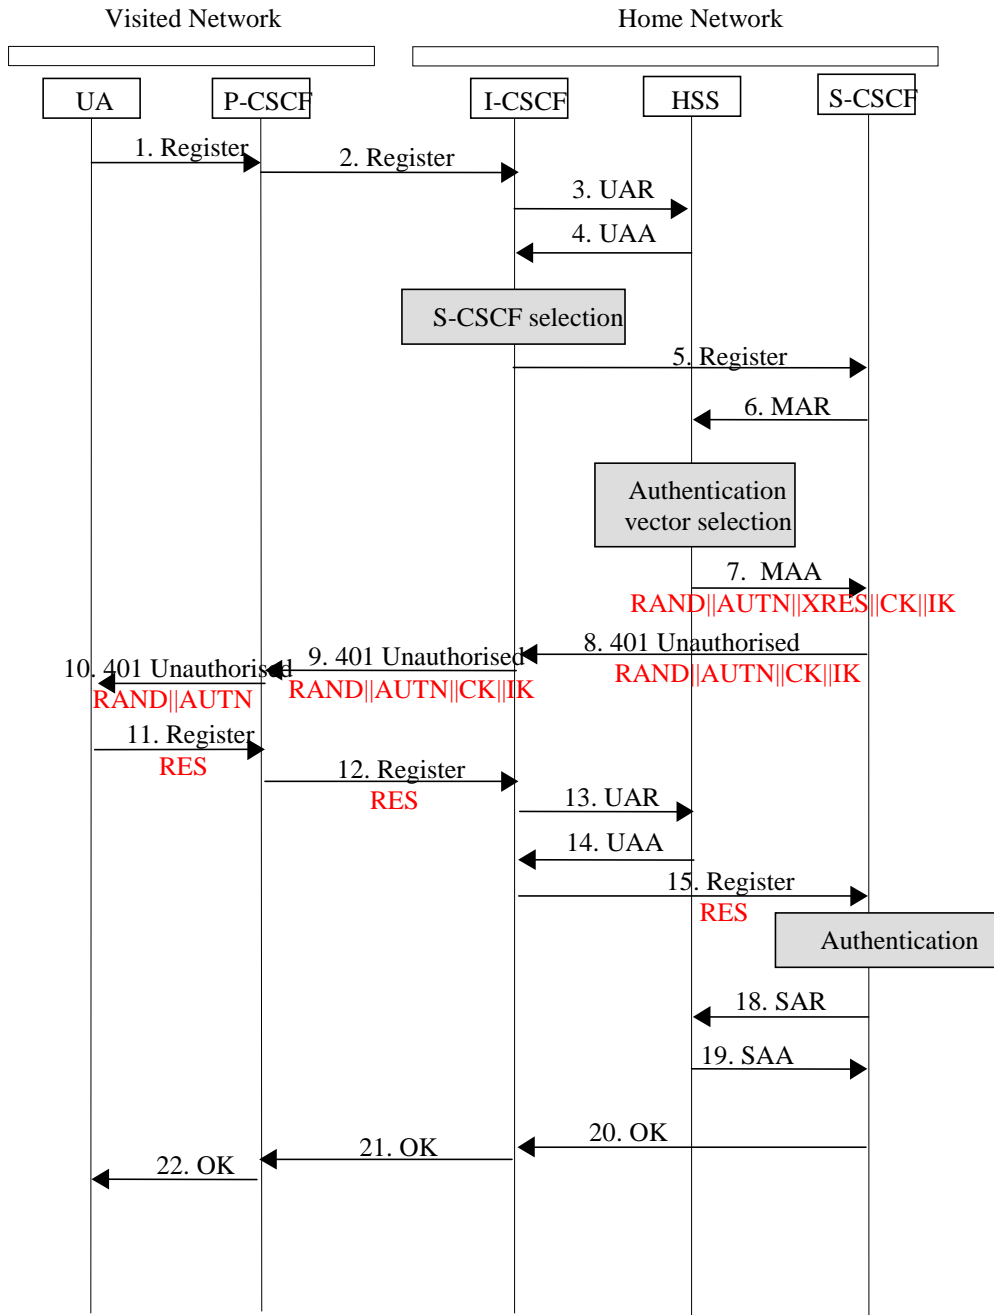 Visited Network
Home Network
UA
P-CSCF
I-CSCF
HSS
S-CSCF
1. Register
2. Register
3. UAR
4. UAA
S-CSCF selection
5. Register
6. MAR
Authentication
vector selection
7. MAA
RAND||AUTN||XRES||CK||IK
8. 401 Unauthorised
RAND||AUTN||CK||IK
9. 401 Unauthorised
RAND||AUTN||CK||IK
10. 401 Unauthorised
RAND||AUTN
11. Register
RES
12. Register
RES
13. UAR
14. UAA
15. Register
RES
Authentication
18. SAR
19. SAA
20. OK
21. OK
22. OK